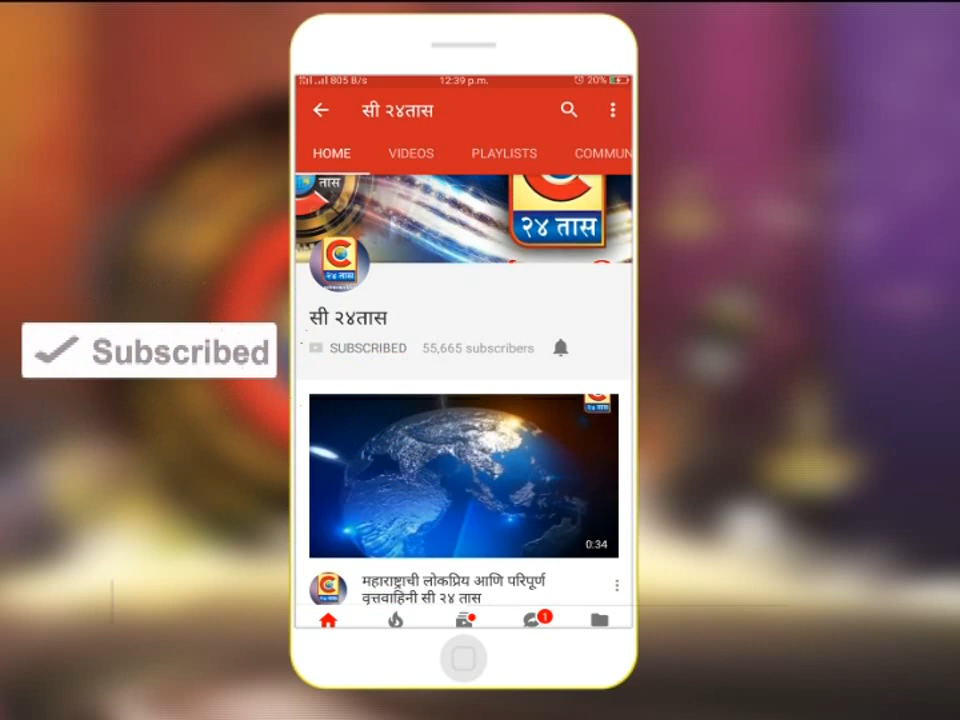 805 B/s 12:39 p.m. 20%
सी २४तास
HOME VIDEOS PLAYLISTS COMMUN
तास
२४ तास
२४ तास
सी २४तास
SUBSCRIBED 55,665 subscribers
Subscribed
0:34
महाराष्ट्राची लोकप्रिय आणि परिपूर्ण
वृत्तवाहिनी सी २४ तास
1